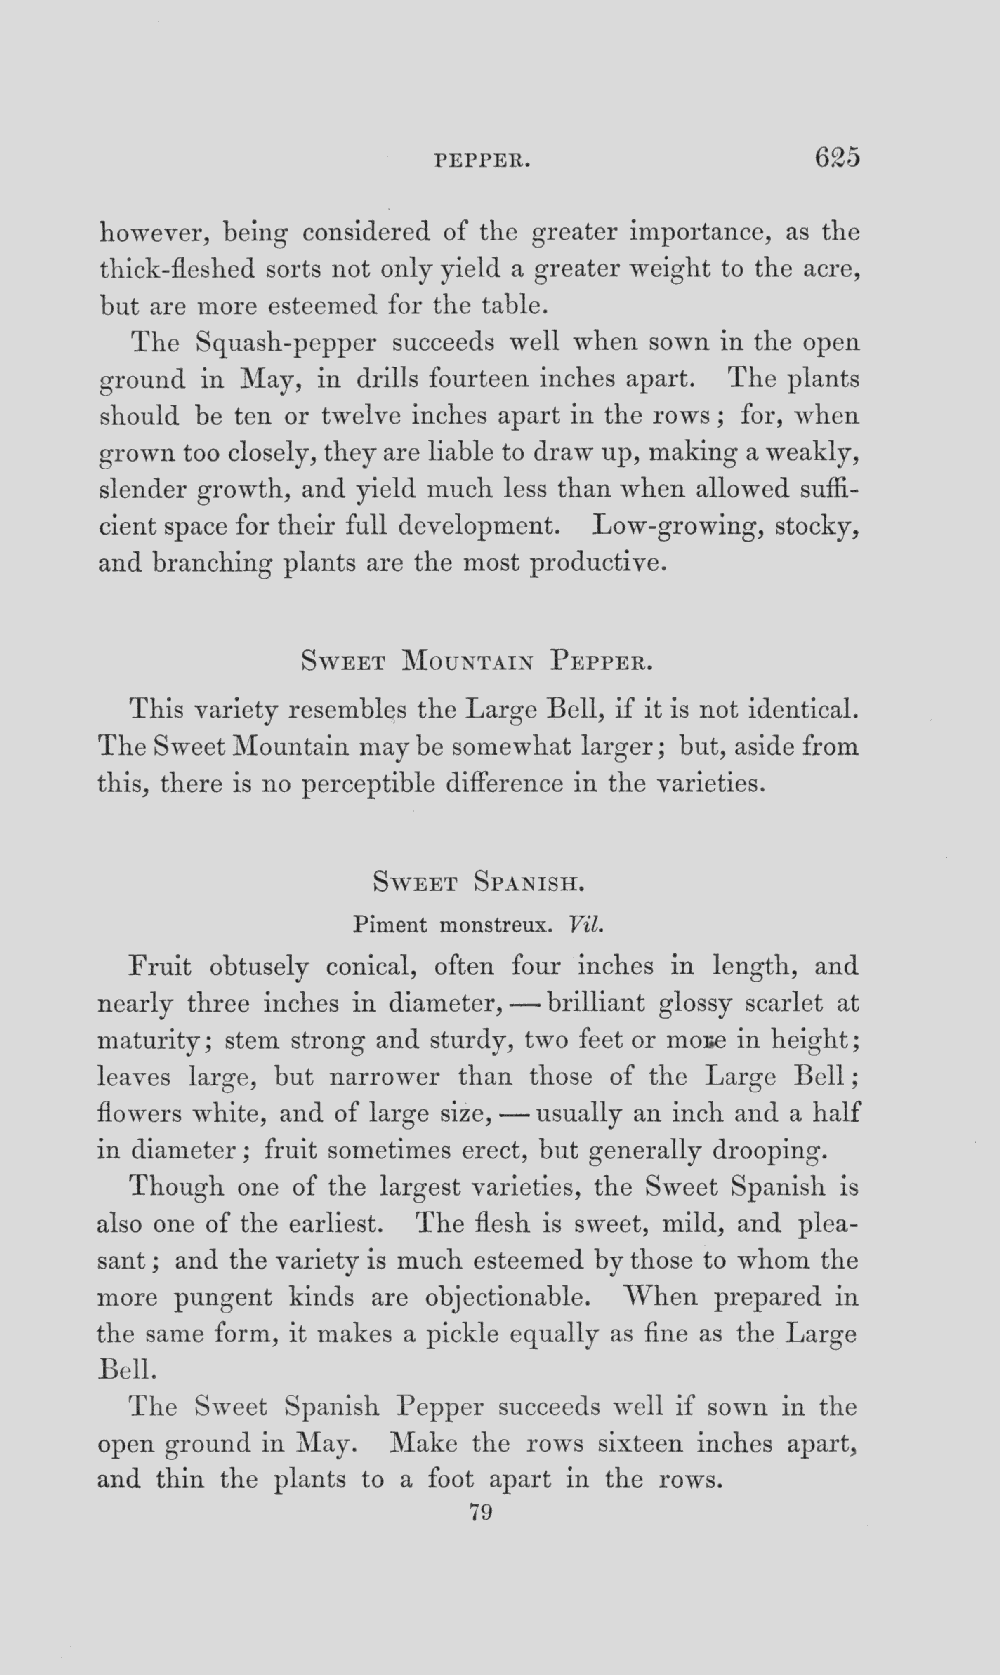 PEPPER. 625
however, being considered of the greater importance, as the
thick-fleshed sorts not only yield a greater weight to the acre,
but are more esteemed for the table.
The Squash-pepper succeeds well when sown in the open
ground in May, in drills fourteen inches apart. The plants
should be ten or twelve inches apart in the rows; for, when
grown too closely, they are liable to draw up, making a weakly,
slender growth, and yield much less than when allowed suffi-
cient space for their full development. Low-growing, stocky,
and branching plants are the most productive.
Sweet Mountain Pepper.
This variety resembles the Large Bell, if it is not identical.
The Sweet Mountain may be somewhat larger; but, aside from
this, there is no perceptible difference in the varieties.
Sweet Spanish.
Piment monstreux. Vil.
Fruit obtusely conical, often four inches in length, and
nearly three inches in diameter, — brilliant glossy scarlet at
maturity; stem strong and sturdy, two feet or more in height;
leaves large, but narrower than those of the Large Bell;
flowers white, and of large size, — usually an inch and a half
in diameter; fruit sometimes erect, but generally drooping.
Though one of the largest varieties, the Sweet Spanish is
also one of the earliest. The flesh is sweet, mild, and plea-
sant; and the variety is much esteemed by those to whom the
more pungent kinds are objectionable. When prepared in
the same form, it makes a pickle equally as fine as the Large
Bell.
The Sweet Spanish Pepper succeeds well if sown in the
open ground in May. Make the rows sixteen inches apart,
and thin the plants to a foot apart in the rows.
79